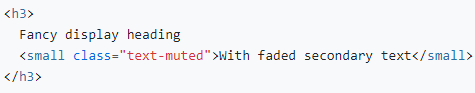 <h3>
  Fancy display heading
  <small class="text-muted">With faded secondary text</small>
</h3>